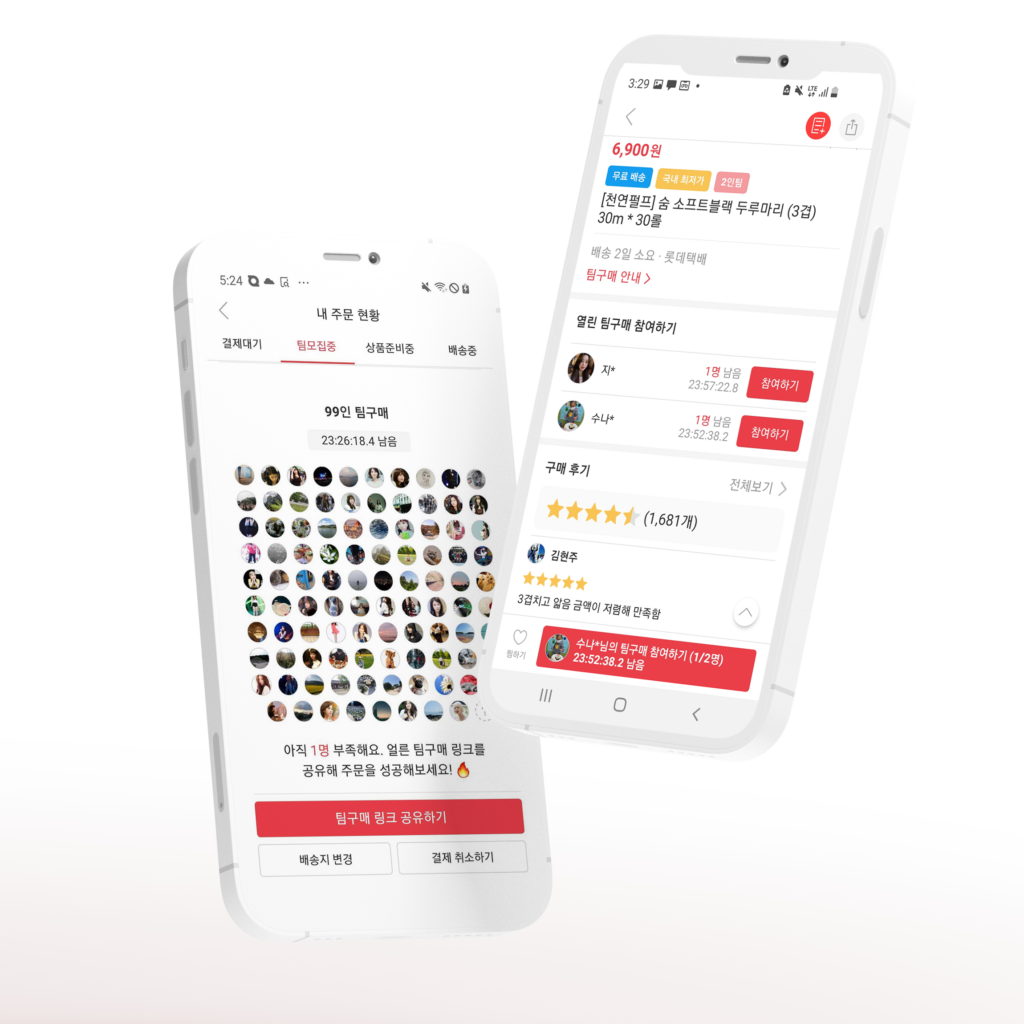 5:24
내 주문 현황
결제대기 팀모집중 상품준비중 배송중
99인 팀구매
23:26:18.4 남음
아직 1명 부족해요. 얼른 팀구매 링크를
공유해 주문을 성공해보세요!
팀구매 링크 공유하기
배송지 변경 결제 취소하기
3:29 LTE
6,900원
무료 배송 국내 최저가 2인팀
[천연펄프] 숨 소프트블랙 두루마리 (3겹)
30m * 30롤
배송 2일 소요 · 롯데택배
팀구매 안내 >
열린 팀구매 참여하기
지* 1명 남음 참여하기
23:57:22.8
수나* 1명 남음 참여하기
23:52:38.2
구매 후기 전체보기 >
(1,681개)
김현주
3겹치고 얇음 금액이 저렴해 만족함
찜하기
수나*님의 팀구매 참여하기 (1/2명)
23:52:38.2 남음